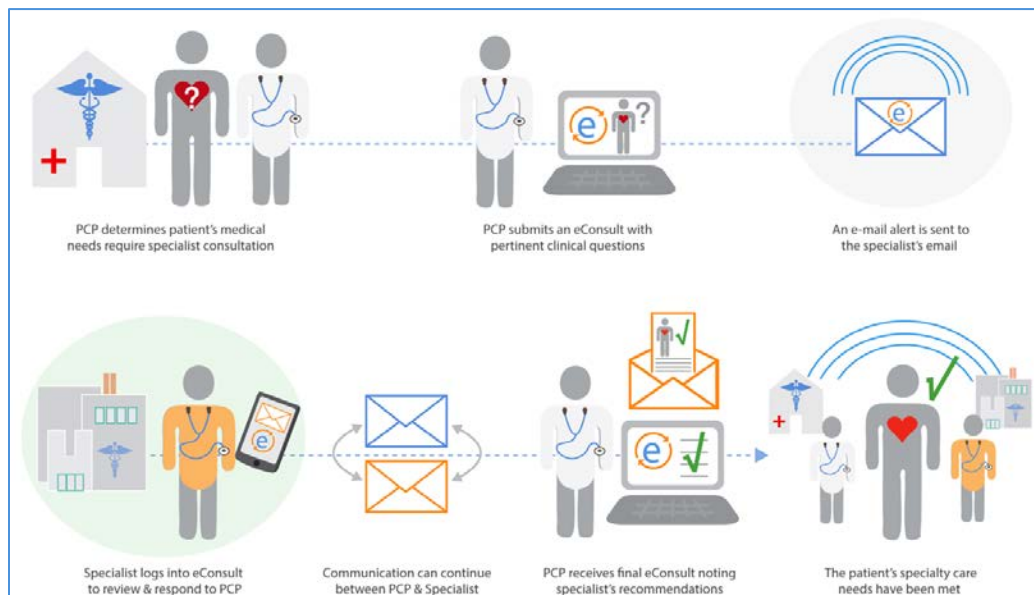 ?
e
?
e
PCP determines patient's medical
needs require specialist consultation
PCP submits an eConsult with
pertinent clinical questions
An e-mail alert is sent to
the specialist's email
e
e
Specialist logs into eConsult
to review & respond to PCP
Communication can continue
between PCP & Specialist
PCP receives final eConsult noting
specialist's recommendations
The patient's specialty care
needs have been met